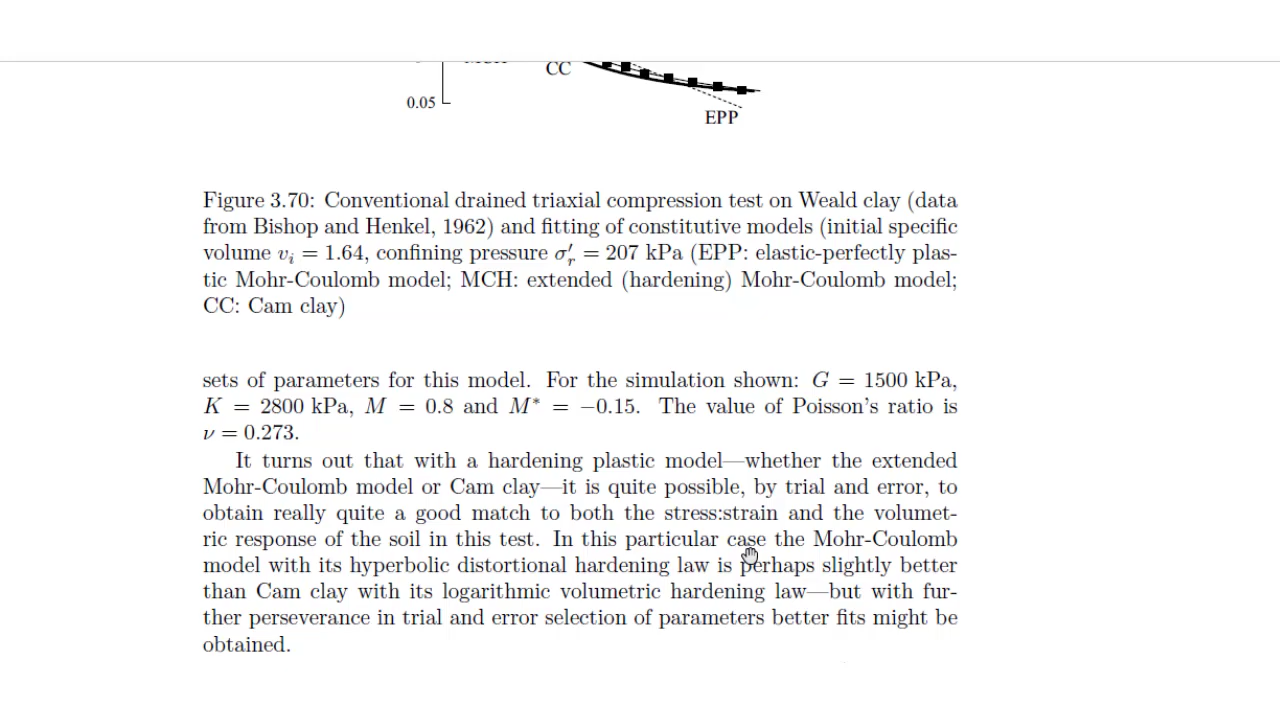 CC
0.05
EPP
Figure 3.70: Conventional drained triaxial compression test on Weald clay (data
from Bishop and Henkel, 1962) and fitting of constitutive models (initial specific
volume vᵢ = 1.64, confining pressure σ′ᵣ = 207 kPa (EPP: elastic-perfectly plas-
tic Mohr-Coulomb model; MCH: extended (hardening) Mohr-Coulomb model;
CC: Cam clay)
sets of parameters for this model. For the simulation shown: G = 1500 kPa,
K = 2800 kPa, M = 0.8 and M* = −0.15. The value of Poisson's ratio is
ν = 0.273.
It turns out that with a hardening plastic model—whether the extended
Mohr-Coulomb model or Cam clay—it is quite possible, by trial and error, to
obtain really quite a good match to both the stress:strain and the volumet-
ric response of the soil in this test. In this particular case the Mohr-Coulomb
model with its hyperbolic distortional hardening law is perhaps slightly better
than Cam clay with its logarithmic volumetric hardening law—but with fur-
ther perseverance in trial and error selection of parameters better fits might be
obtained.